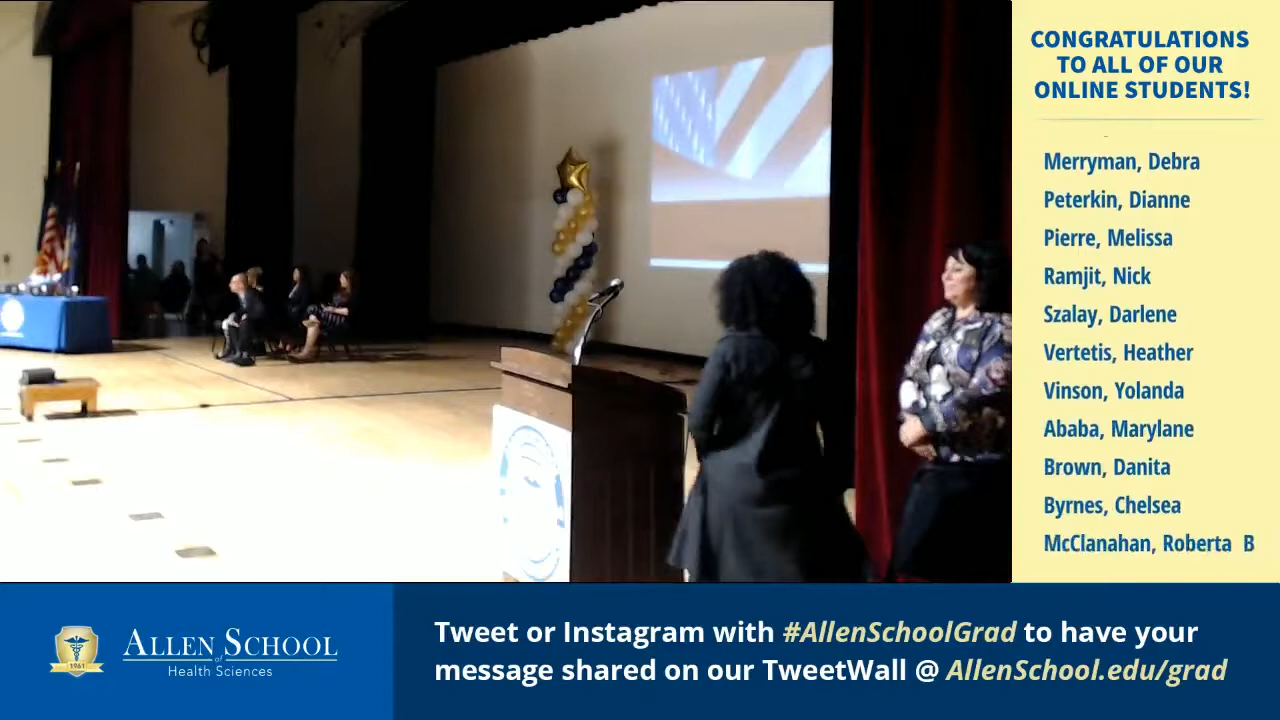 CONGRATULATIONS
TO ALL OF OUR
ONLINE STUDENTS!
Merryman, Debra
Peterkin, Dianne
Pierre, Melissa
Ramjit, Nick
Szalay, Darlene
Vertetis, Heather
Vinson, Yolanda
Ababa, Marylane
Brown, Danita
Byrnes, Chelsea
McClanahan, Roberta B
1961
ALLEN SCHOOL
of
Health Sciences
Tweet or Instagram with #AllenSchoolGrad to have your
message shared on our TweetWall @ AllenSchool.edu/grad